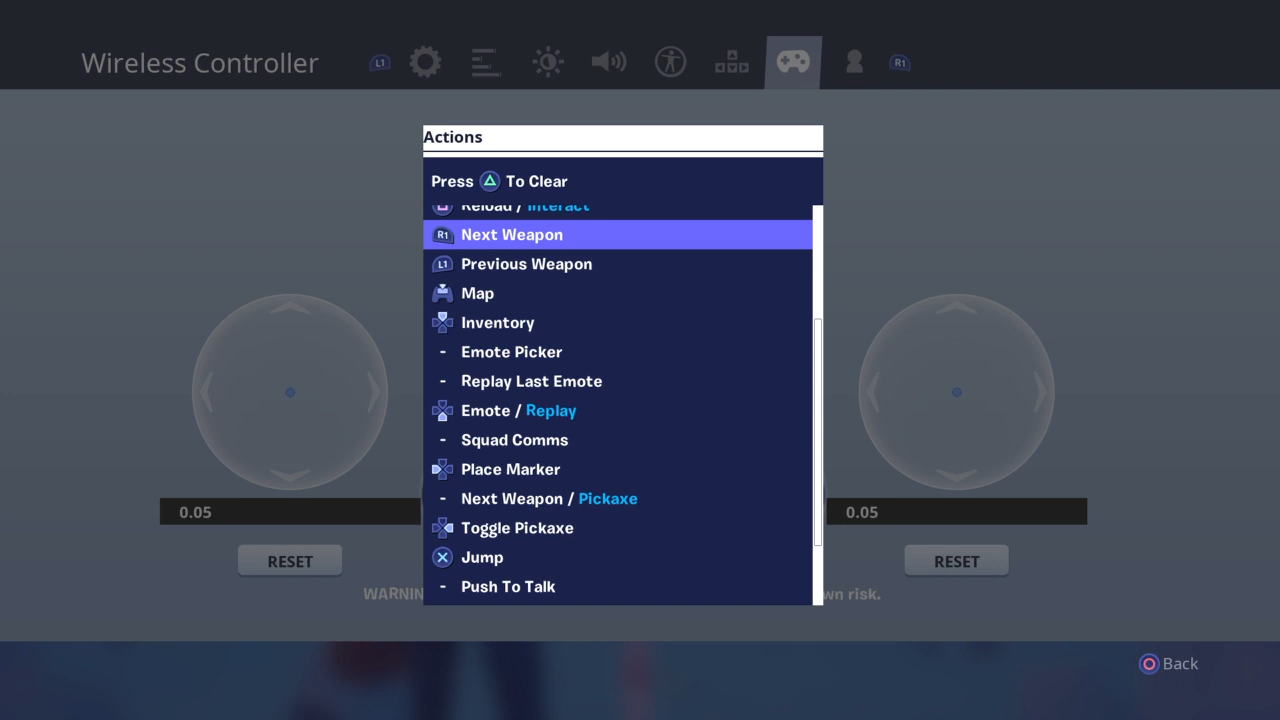 Wireless Controller L1 R1
Actions
Press To Clear
Reload / Interact
R1 Next Weapon
L1 Previous Weapon
Map
Inventory
- Emote Picker
- Replay Last Emote
Emote / Replay
- Squad Comms
Place Marker
- Next Weapon / Pickaxe
Toggle Pickaxe
Jump
- Push To Talk
0.05
0.05
RESET
RESET
risk.
Back